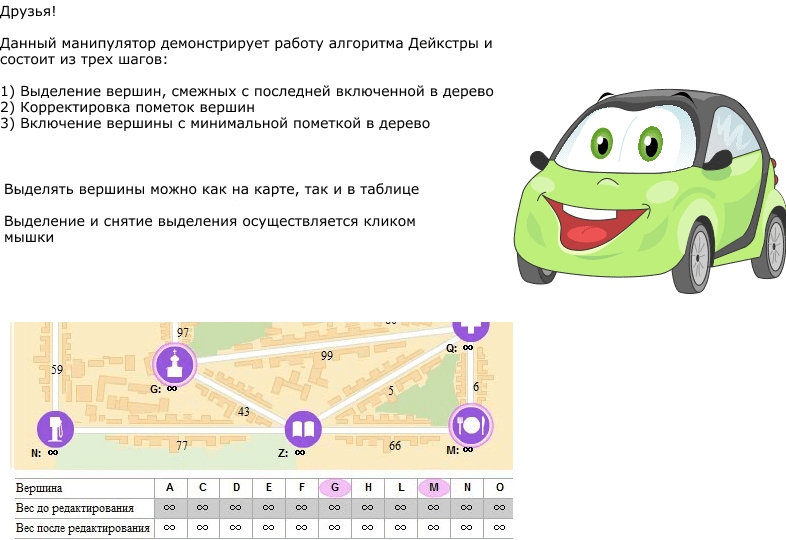 Друзья!
Данный манипулятор демонстрирует работу алгоритма Дейкстры и
состоит из трех шагов:
1) Выделение вершин, смежных с последней включенной в дерево
2) Корректировка пометок вершин
3) Включение вершины с минимальной пометкой в дерево
Выделять вершины можно как на карте, так и в таблице
Выделение и снятие выделения осуществляется кликом
мышки
97
Q: ∞
99
59
G: ∞
5
6
43
N: ∞
77
Z: ∞
66
M: ∞
Вершина A C D E F G H L M N O
Вес до редактирования ∞ ∞ ∞ ∞ ∞ ∞ ∞ ∞ ∞ ∞ ∞
Вес после редактирования ∞ ∞ ∞ ∞ ∞ ∞ ∞ ∞ ∞ ∞ ∞